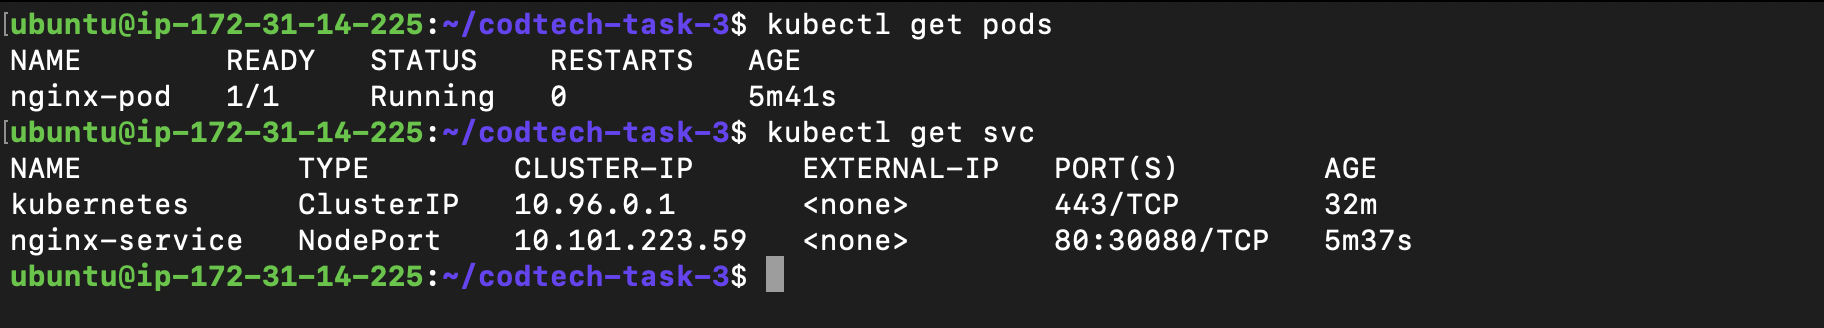 [ubuntu@ip-172-31-14-225:~/codtech-task-3$ kubectl get pods
NAME        READY   STATUS    RESTARTS   AGE
nginx-pod   1/1     Running   0          5m41s
[ubuntu@ip-172-31-14-225:~/codtech-task-3$ kubectl get svc
NAME            TYPE        CLUSTER-IP      EXTERNAL-IP   PORT(S)        AGE
kubernetes      ClusterIP   10.96.0.1       <none>        443/TCP        32m
nginx-service   NodePort    10.101.223.59   <none>        80:30080/TCP   5m37s
ubuntu@ip-172-31-14-225:~/codtech-task-3$